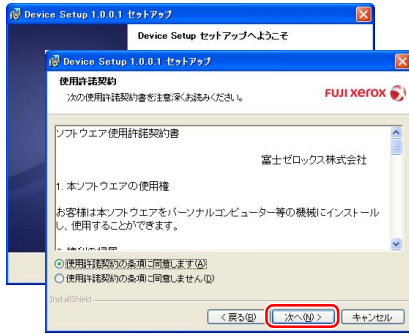 Device Setup 1.0.0.1 セットアップ
Device Setup セットアップへようこそ
Device Setup 1.0.0.1 セットアップ
使用許諾契約
次の使用許諾契約書を注意深くお読みください。
FUJI XEROX
ソフトウエア使用許諾契約書
富士ゼロックス株式会社
1. 本ソフトウエアの使用権
お客様は本ソフトウエアをパーソナルコンピューター等の機械にインストール
し、使用することができます。
使用許諾契約の条項に同意します(A)
使用許諾契約の条項に同意しません(D)
InstallShield
< 戻る(B)
次へ(N) >
キャンセル